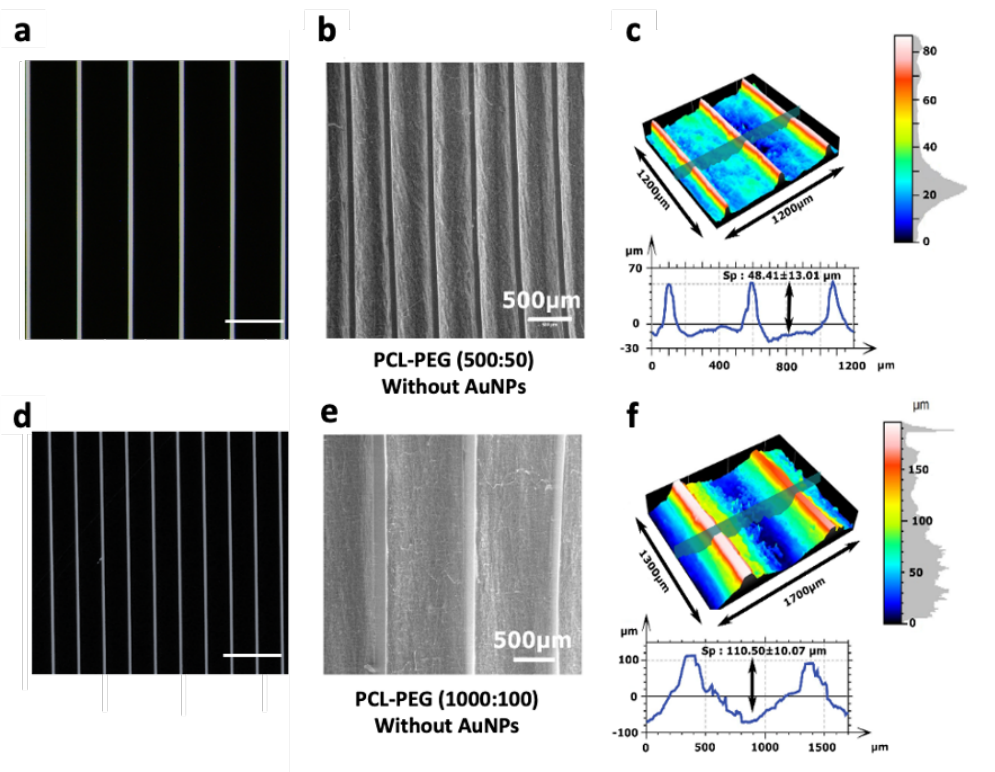 a
b
c
80
60
40
20
0
1200µm
1200µm
500µm
PCL-PEG (500:50)
Without AuNPs
µm
70
Sp : 48.41±13.01 µm
0
-30
0 400 800 1200 µm
d
e
f
µm
150
100
50
0
1300µm
1700µm
500µm
PCL-PEG (1000:100)
Without AuNPs
µm
Sp : 110.50±10.07 µm
100
0
-100
0 500 1000 1500 µm